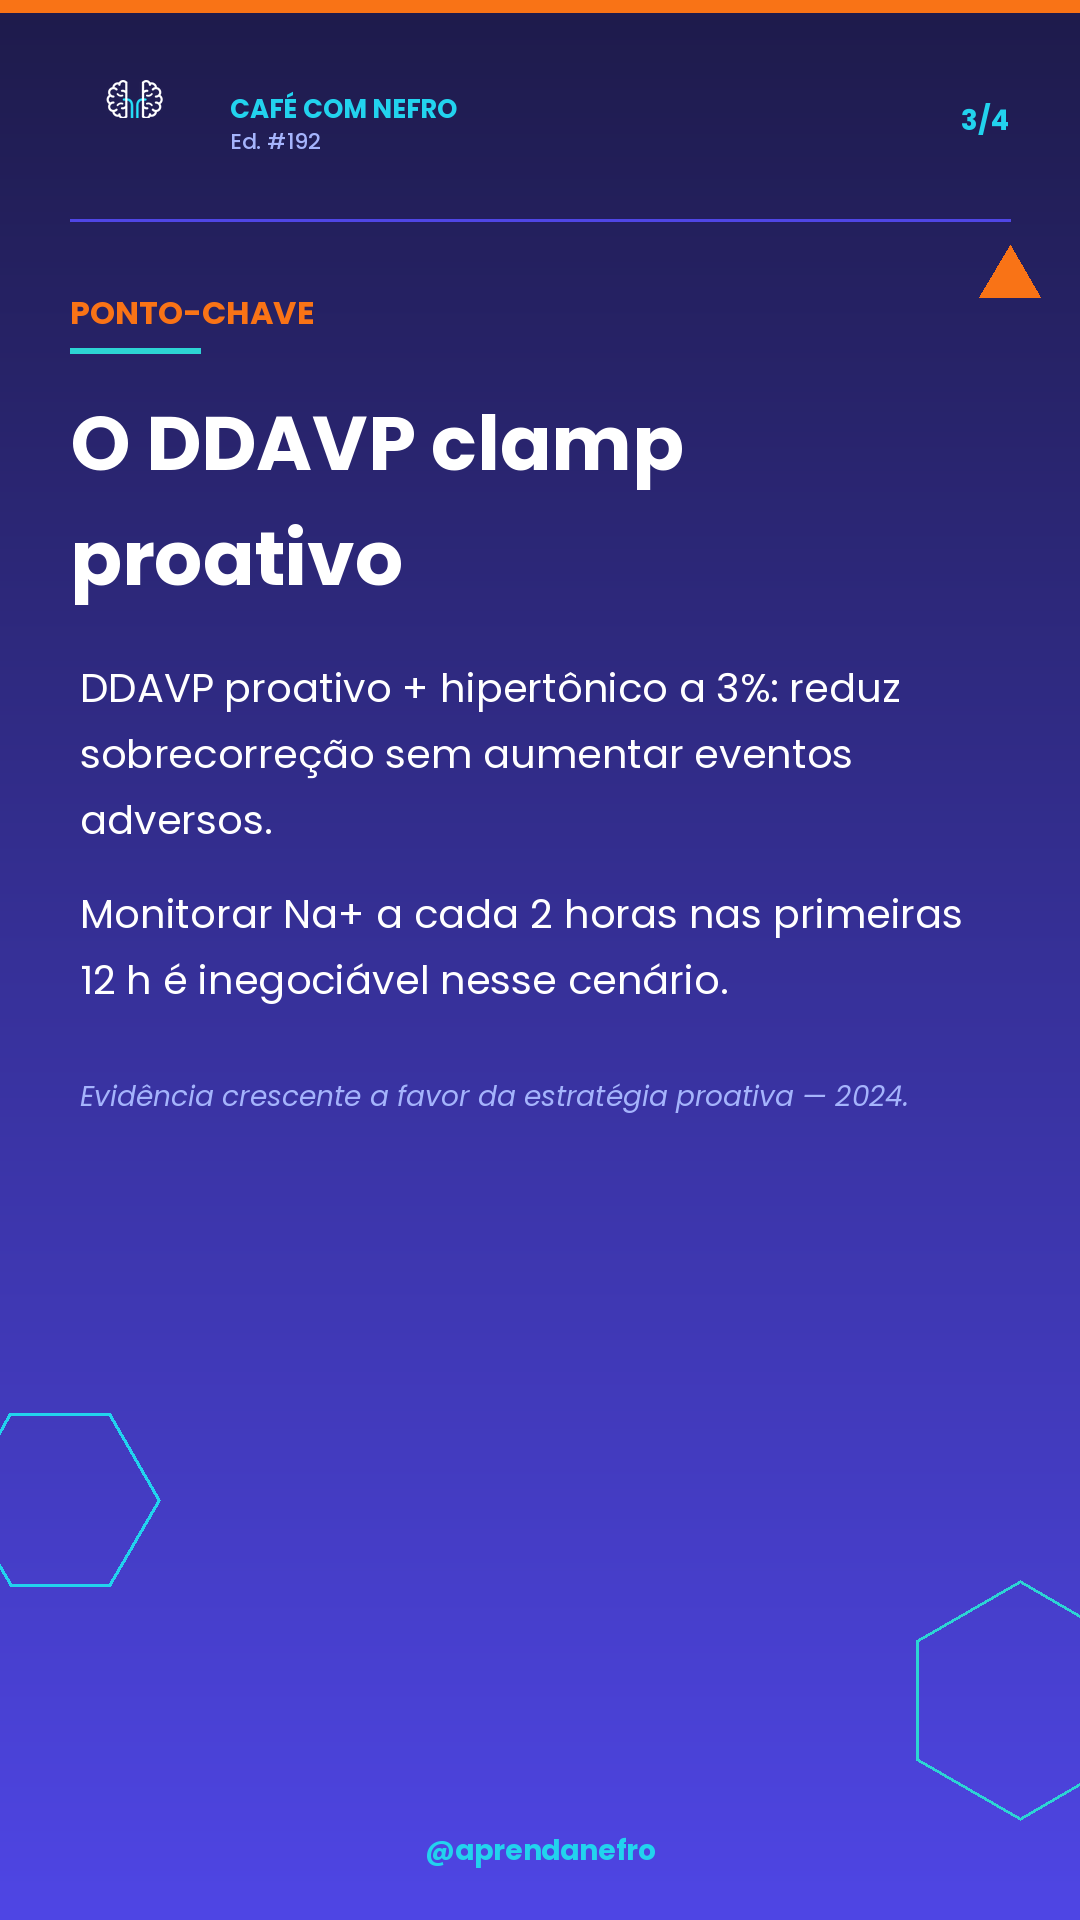 CAFÉ COM NEFRO
Ed. #192
3/4
PONTO-CHAVE
O DDAVP clamp
proativo
DDAVP proativo + hipertônico a 3%: reduz
sobrecorreção sem aumentar eventos
adversos.
Monitorar Na+ a cada 2 horas nas primeiras
12 h é inegociável nesse cenário.
Evidência crescente a favor da estratégia proativa — 2024.
@aprendanefro